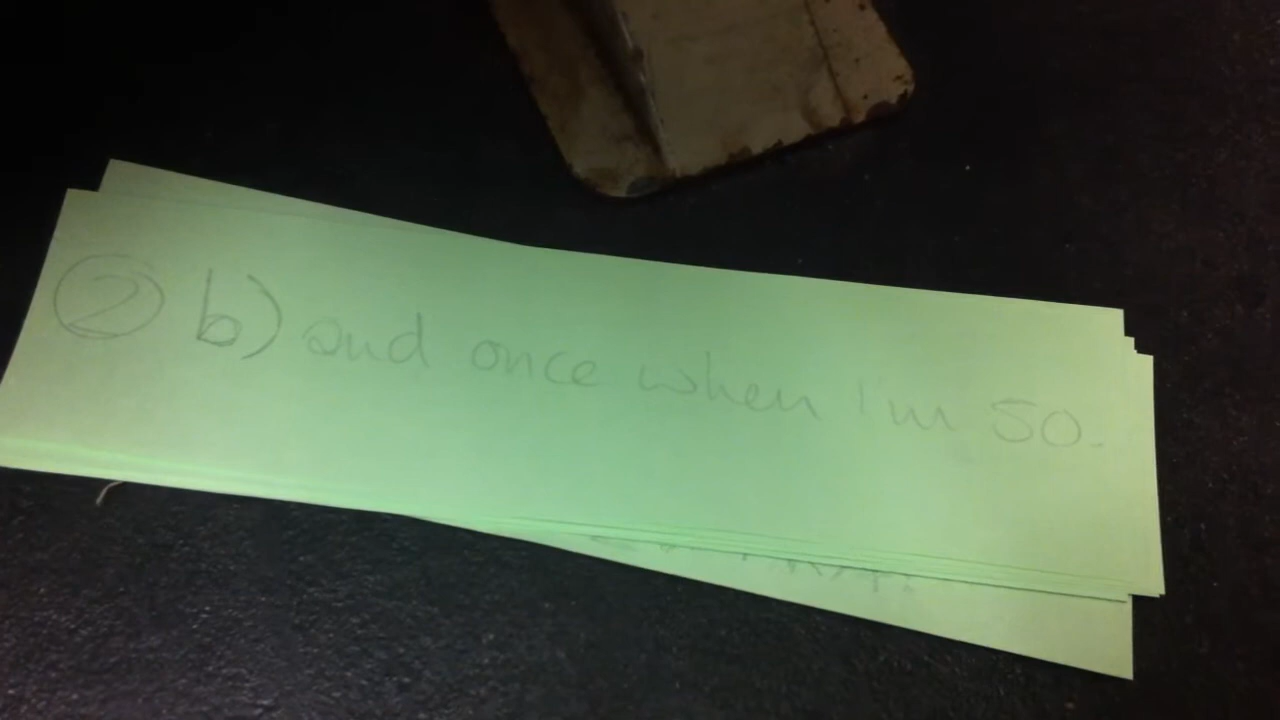 ② b) and once when I'm 50.